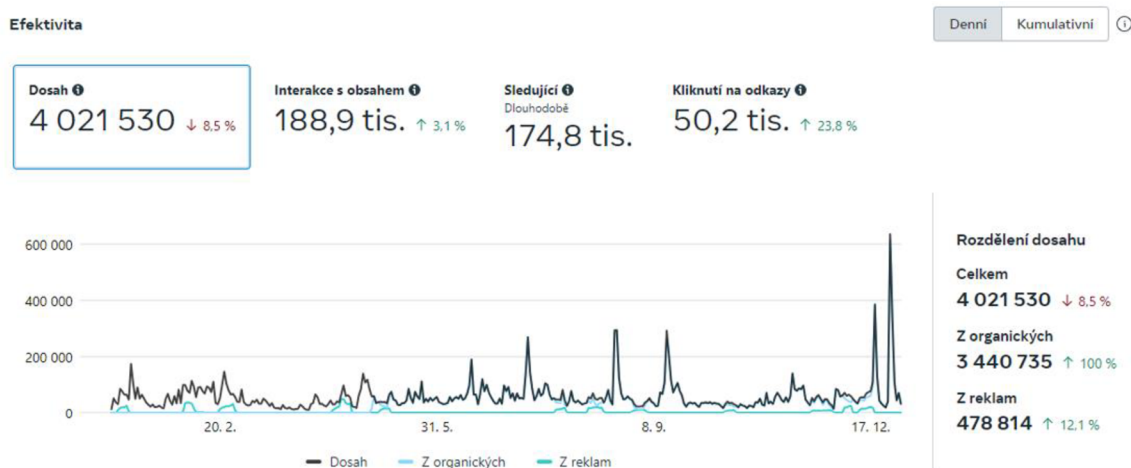 Efektivita
Denní Kumulativní
Dosah
4 021 530 ↓ 8,5 %
Interakce s obsahem
188,9 tis. ↑ 3,1 %
Sledující
Dlouhodobě
174,8 tis.
Kliknutí na odkazy
50,2 tis. ↑ 23,8 %
600 000
400 000
200 000
0
20. 2. 31. 5. 8. 9. 17. 12.
Dosah Z organických Z reklam
Rozdělení dosahu
Celkem
4 021 530 ↓ 8,5 %
Z organických
3 440 735 ↑ 100 %
Z reklam
478 814 ↑ 12,1 %